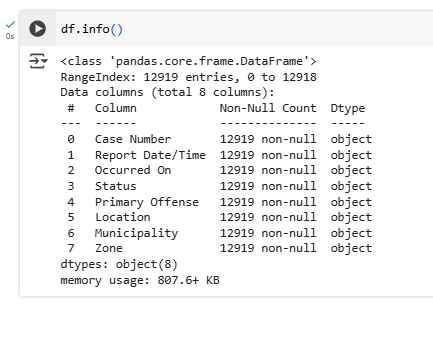 df.info()
0s
<class 'pandas.core.frame.DataFrame'>
RangeIndex: 12919 entries, 0 to 12918
Data columns (total 8 columns):
 #   Column            Non-Null Count  Dtype
---  ------            --------------  -----
 0   Case Number       12919 non-null  object
 1   Report Date/Time  12919 non-null  object
 2   Occurred On       12919 non-null  object
 3   Status            12919 non-null  object
 4   Primary Offense   12919 non-null  object
 5   Location          12919 non-null  object
 6   Municipality      12919 non-null  object
 7   Zone              12919 non-null  object
dtypes: object(8)
memory usage: 807.6+ KB